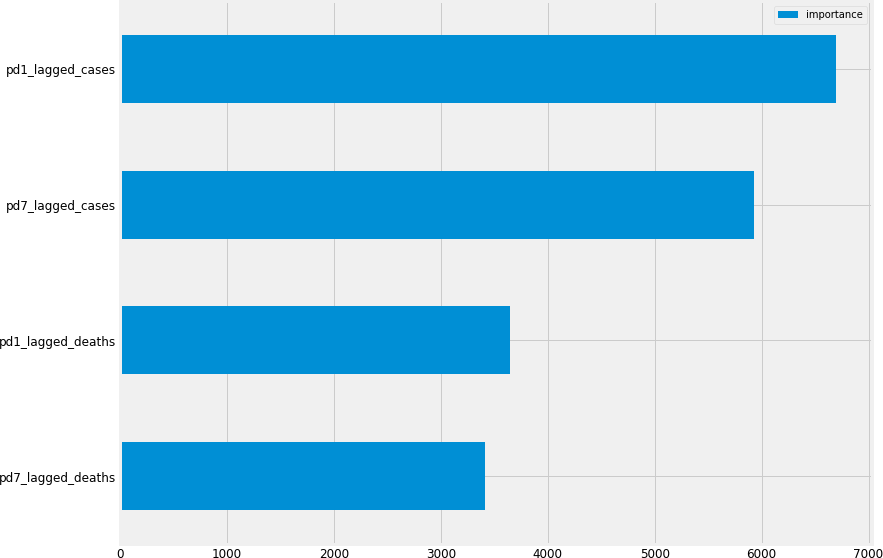 importance
pd1_lagged_cases
pd7_lagged_cases
pd1_lagged_deaths
pd7_lagged_deaths
0 1000 2000 3000 4000 5000 6000 7000